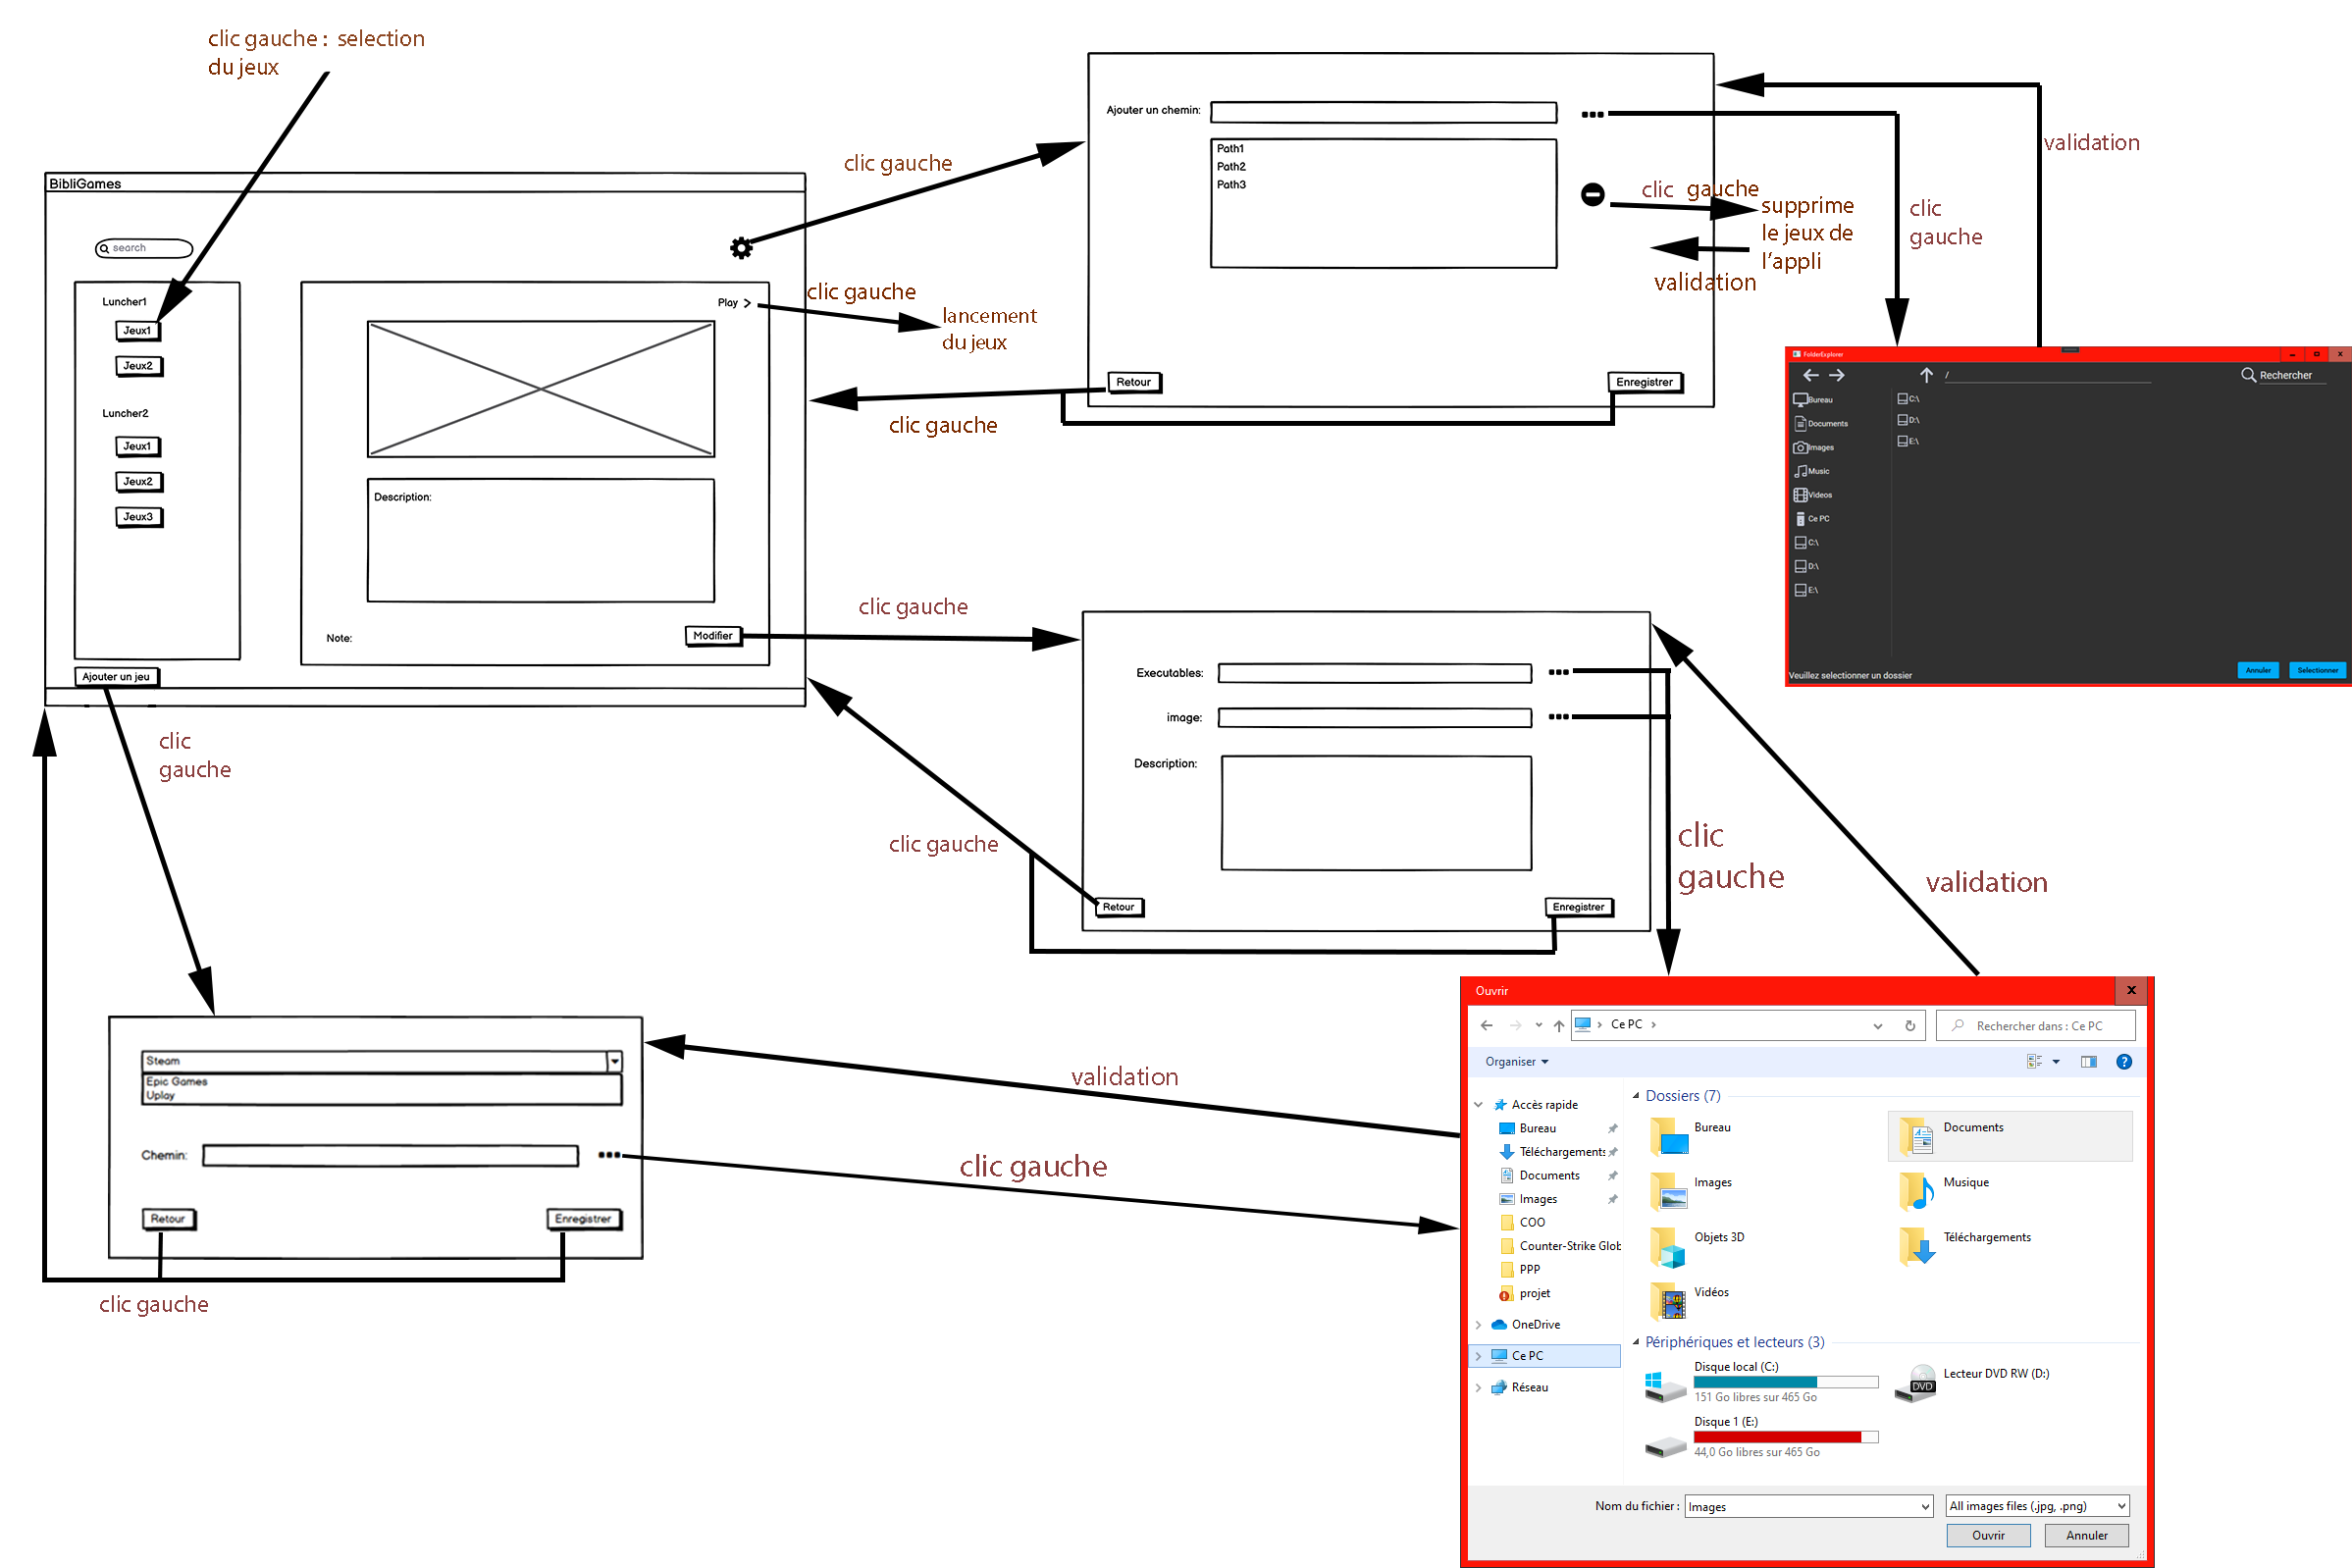 clic gauche : selection
du jeux
BibliGames
search
Luncher1
Jeux1
Jeux2
Luncher2
Jeux1
Jeux2
Jeux3
Ajouter un jeu
Play >
Description:
Note:
Modifier
clic gauche
clic gauche
lancement
du jeux
clic gauche
Ajouter un chemin:
Path1
Path2
Path3
Retour
Enregistrer
clic gauche
supprime
le jeux de
l'appli
validation
clic
gauche
validation
FolderExplorer
/
Rechercher
Bureau
Documents
Images
Music
Videos
Ce PC
C:\
D:\
E:\
C:\
D:\
E:\
Veuillez selectionner un dossier
Annuler
Selectionner
clic gauche
Executables:
image:
Description:
Retour
Enregistrer
clic gauche
clic
gauche
validation
clic
gauche
Steam
Epic Games
Uplay
Chemin:
Retour
Enregistrer
clic gauche
validation
clic gauche
Ouvrir
Ce PC
Rechercher dans : Ce PC
Organiser
Accès rapide
Bureau
Téléchargements
Documents
Images
COO
Counter-Strike Glob
PPP
projet
OneDrive
Ce PC
Réseau
Dossiers (7)
Bureau
Documents
Images
Musique
Objets 3D
Téléchargements
Vidéos
Périphériques et lecteurs (3)
Disque local (C:)
151 Go libres sur 465 Go
Lecteur DVD RW (D:)
DVD
Disque 1 (E:)
44,0 Go libres sur 465 Go
Nom du fichier :
Images
All images files (.jpg, .png)
Ouvrir
Annuler